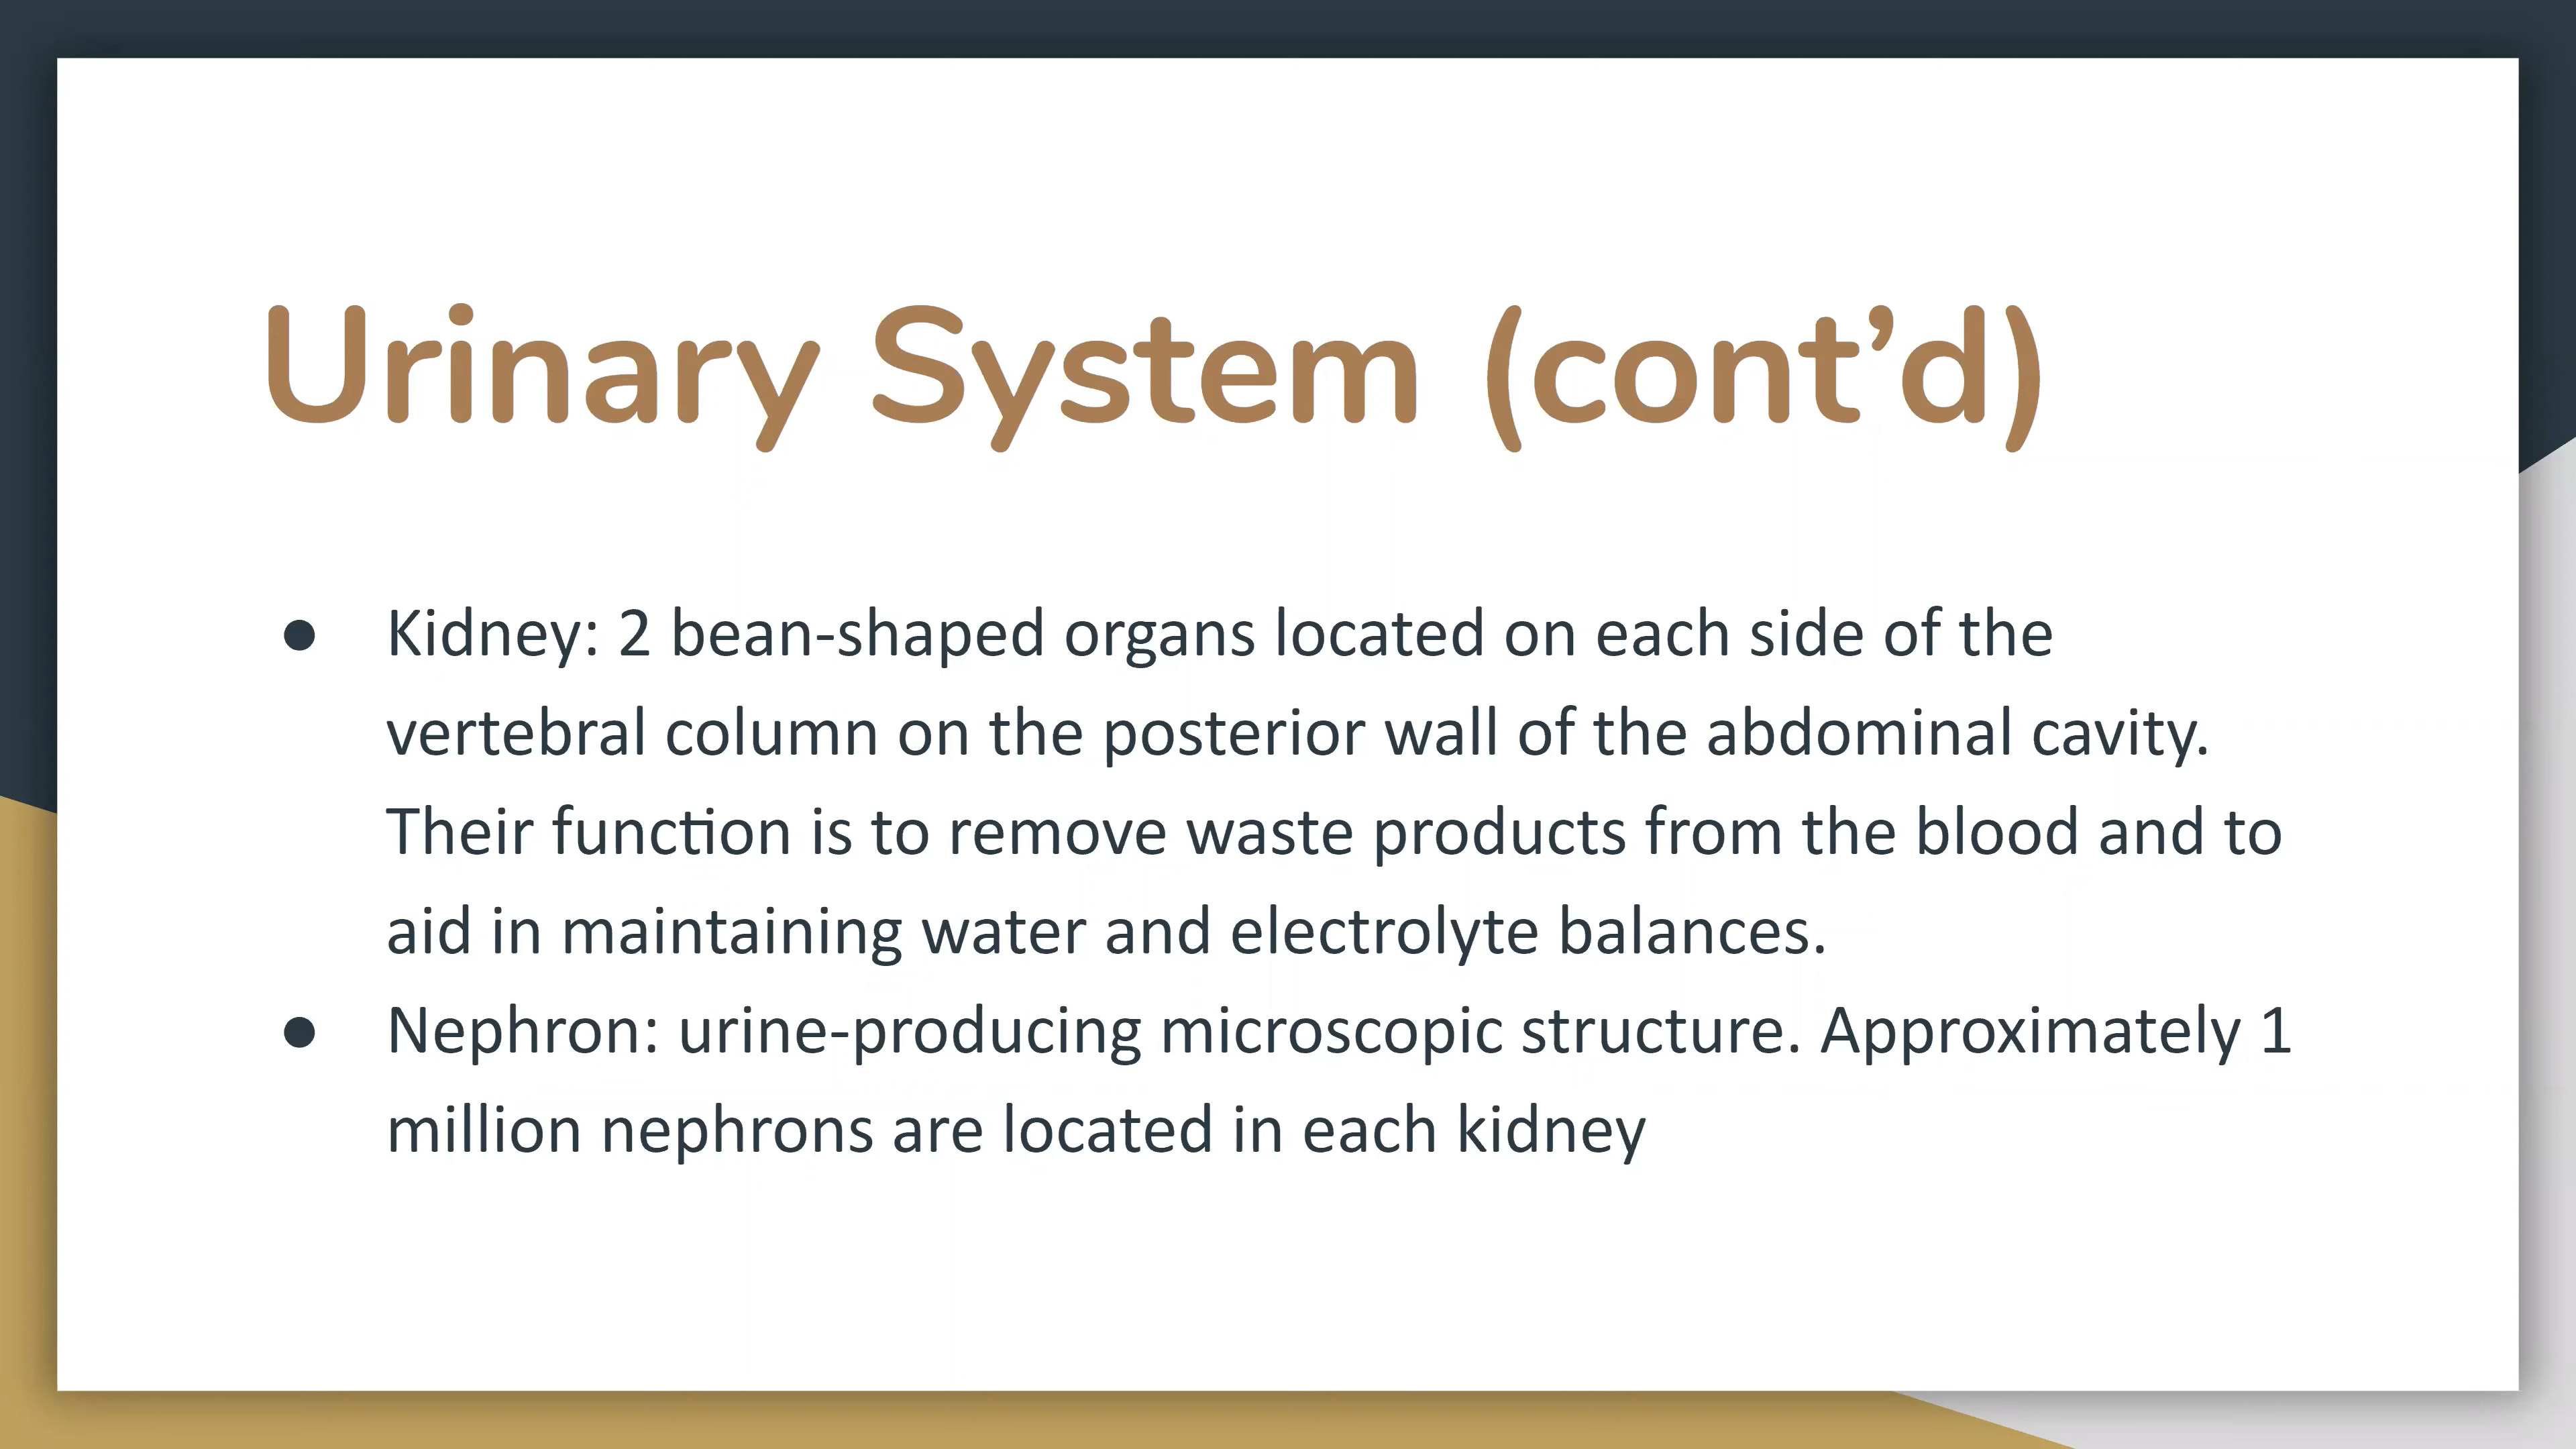 Urinary System (cont’d)
● Kidney: 2 bean-shaped organs located on each side of the
vertebral column on the posterior wall of the abdominal cavity.
Their function is to remove waste products from the blood and to
aid in maintaining water and electrolyte balances.
● Nephron: urine-producing microscopic structure. Approximately 1
million nephrons are located in each kidney